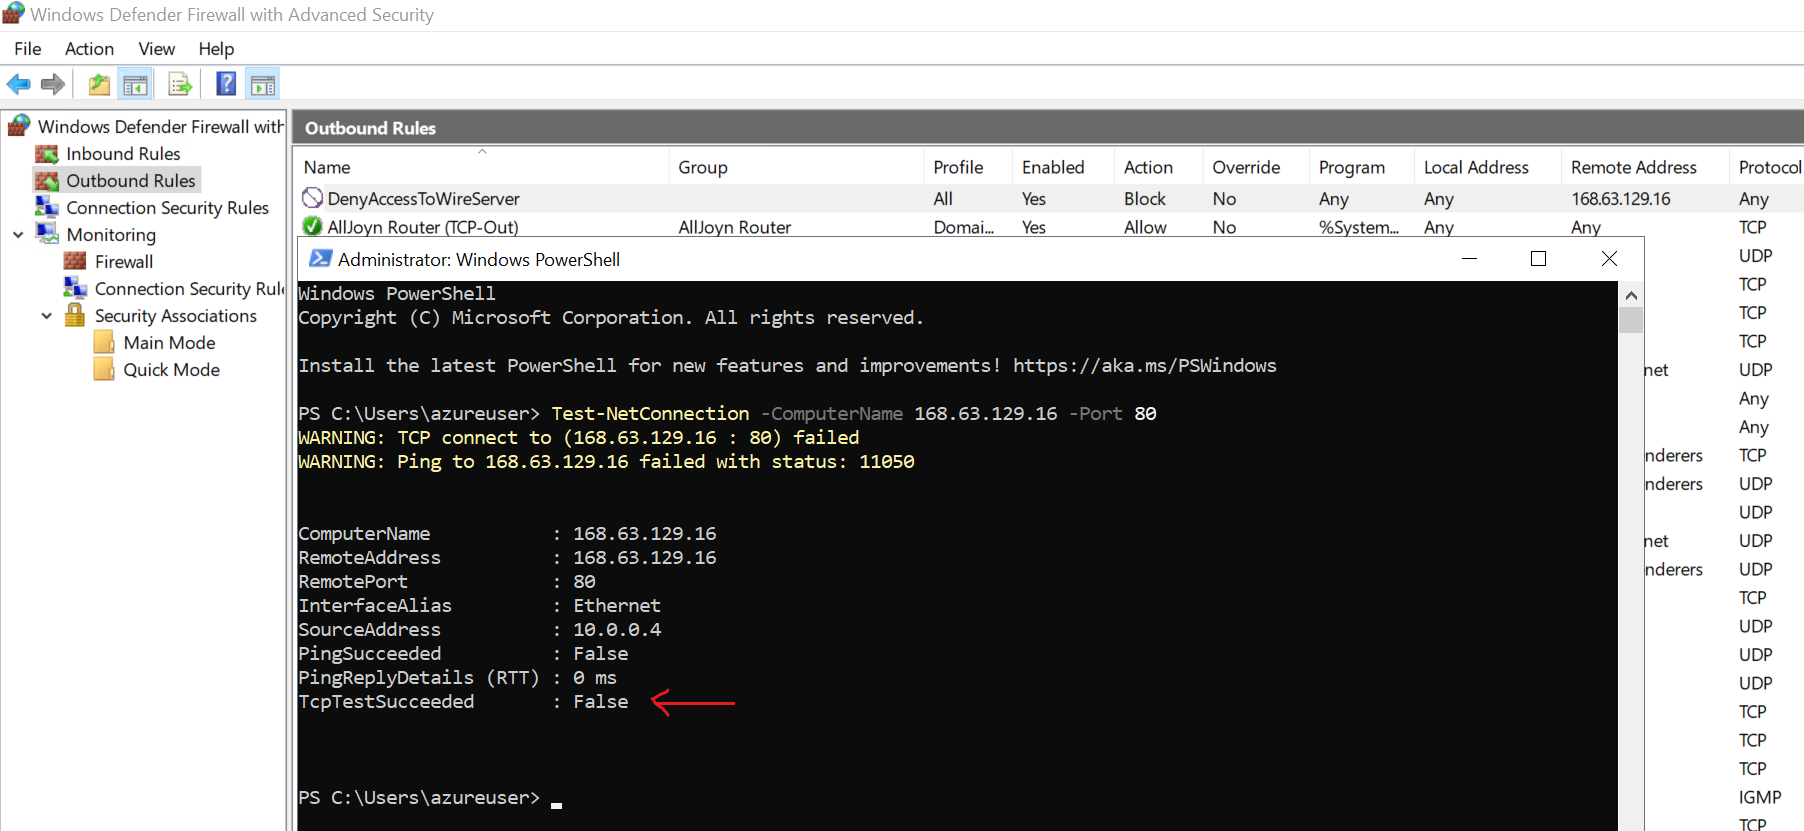 Windows Defender Firewall with Advanced Security
File Action View Help
Windows Defender Firewall with
Inbound Rules
Outbound Rules
Connection Security Rules
Monitoring
Firewall
Connection Security Rule
Security Associations
Main Mode
Quick Mode
Outbound Rules
Name Group Profile Enabled Action Override Program Local Address Remote Address Protocol
DenyAccessToWireServer All Yes Block No Any Any 168.63.129.16 Any
AllJoyn Router (TCP-Out) AllJoyn Router Domai... Yes Allow No %System... Any Any TCP
UDP
TCP
TCP
TCP
net UDP
Any
Any
nderers TCP
nderers UDP
UDP
net UDP
nderers UDP
TCP
UDP
UDP
UDP
TCP
TCP
TCP
IGMP
TCP
Administrator: Windows PowerShell
Windows PowerShell
Copyright (C) Microsoft Corporation. All rights reserved.
Install the latest PowerShell for new features and improvements! https://aka.ms/PSWindows
PS C:\Users\azureuser> Test-NetConnection -ComputerName 168.63.129.16 -Port 80
WARNING: TCP connect to (168.63.129.16 : 80) failed
WARNING: Ping to 168.63.129.16 failed with status: 11050
ComputerName : 168.63.129.16
RemoteAddress : 168.63.129.16
RemotePort : 80
InterfaceAlias : Ethernet
SourceAddress : 10.0.0.4
PingSucceeded : False
PingReplyDetails (RTT) : 0 ms
TcpTestSucceeded : False
PS C:\Users\azureuser>